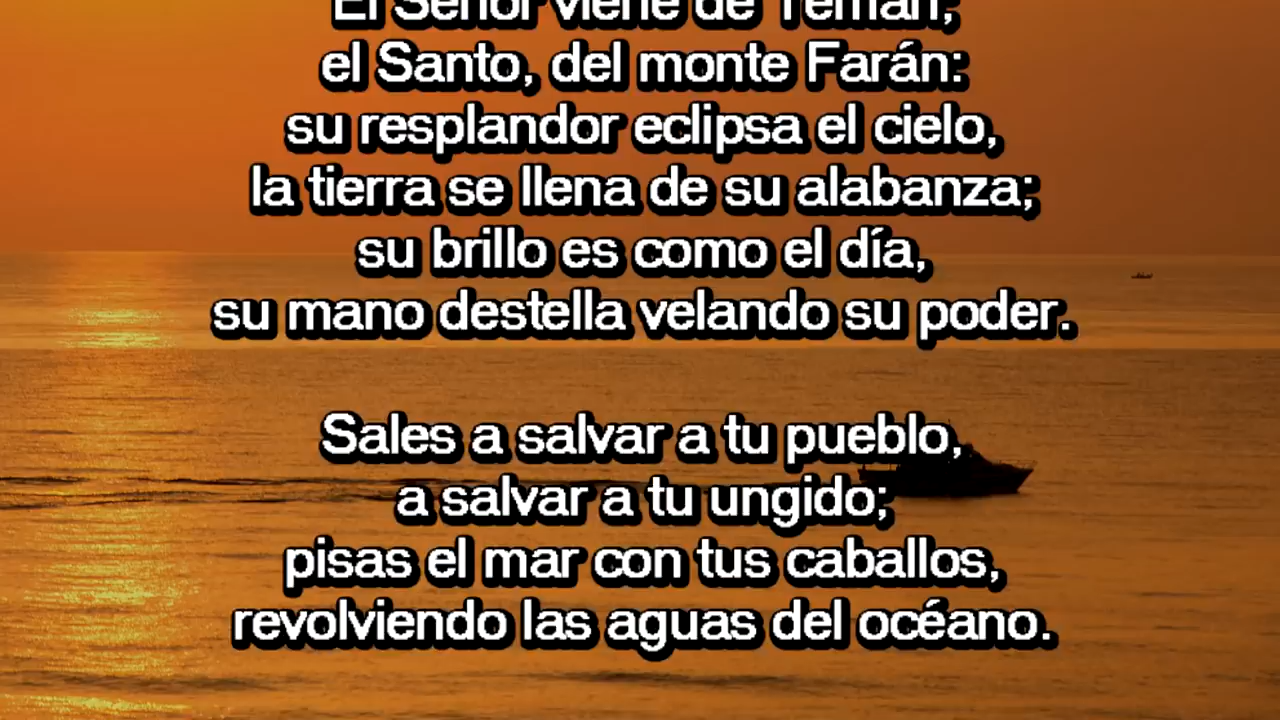 El Señor viene de Temán;
el Santo, del monte Farán:
su resplandor eclipsa el cielo,
la tierra se llena de su alabanza;
su brillo es como el día,
su mano destella velando su poder.
Sales a salvar a tu pueblo,
a salvar a tu ungido;
pisas el mar con tus caballos,
revolviendo las aguas del océano.